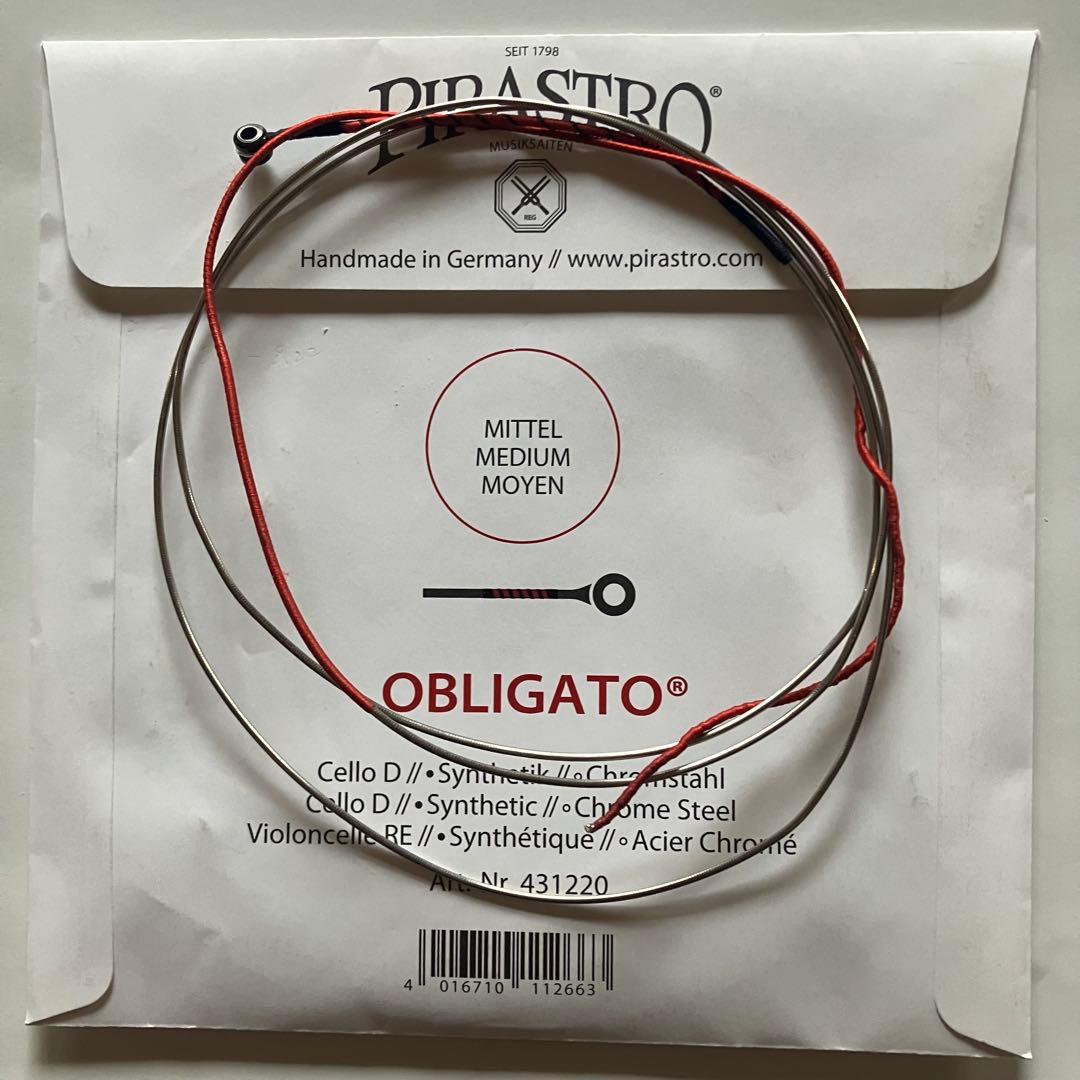 SEIT 1798
PIRASTRO®
MUSIKSAITEN
REG
Handmade in Germany // www.pirastro.com
MITTEL
MEDIUM
MOYEN
OBLIGATO®
Cello D //•Synthetik //∘Chromstahl
Cello D //•Synthetic //∘Chrome Steel
Violoncelle RE //•Synthétique //∘Acier Chromé
Art. Nr. 431220
4 016710 112663